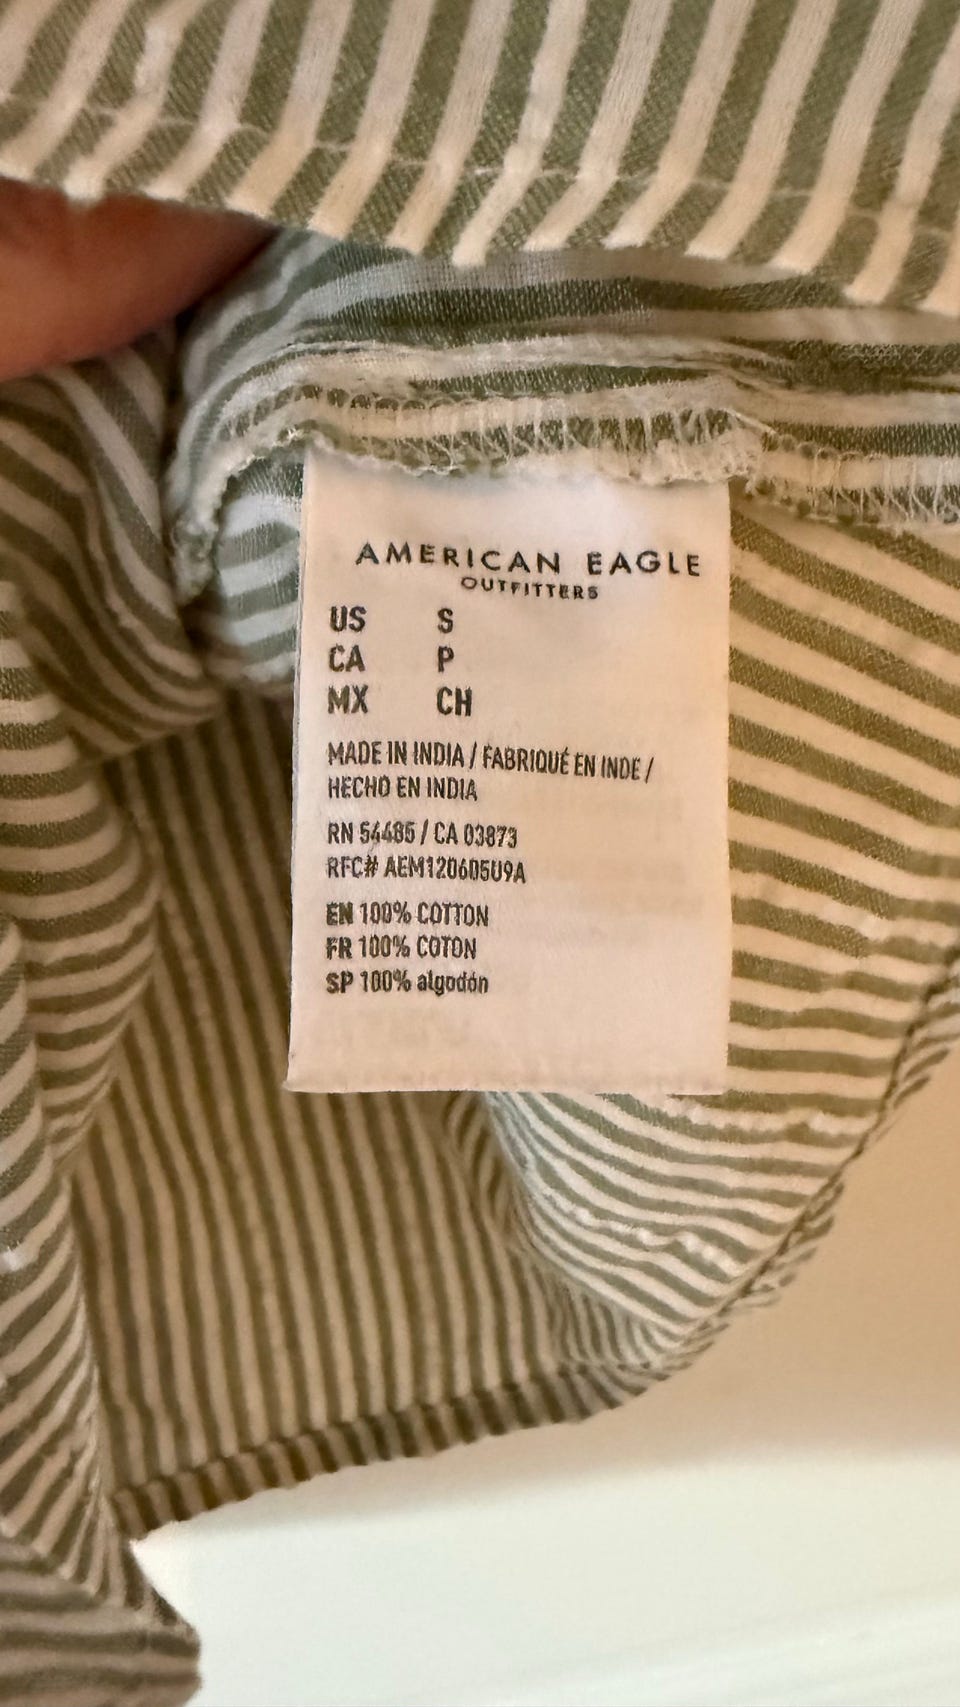 AMERICAN EAGLE
OUTFITTERS
US S
CA P
MX CH
MADE IN INDIA / FABRIQUÉ EN INDE /
HECHO EN INDIA
RN 54485 / CA 03873
RFC# AEM120605U9A
EN 100% COTTON
FR 100% COTON
SP 100% algodón